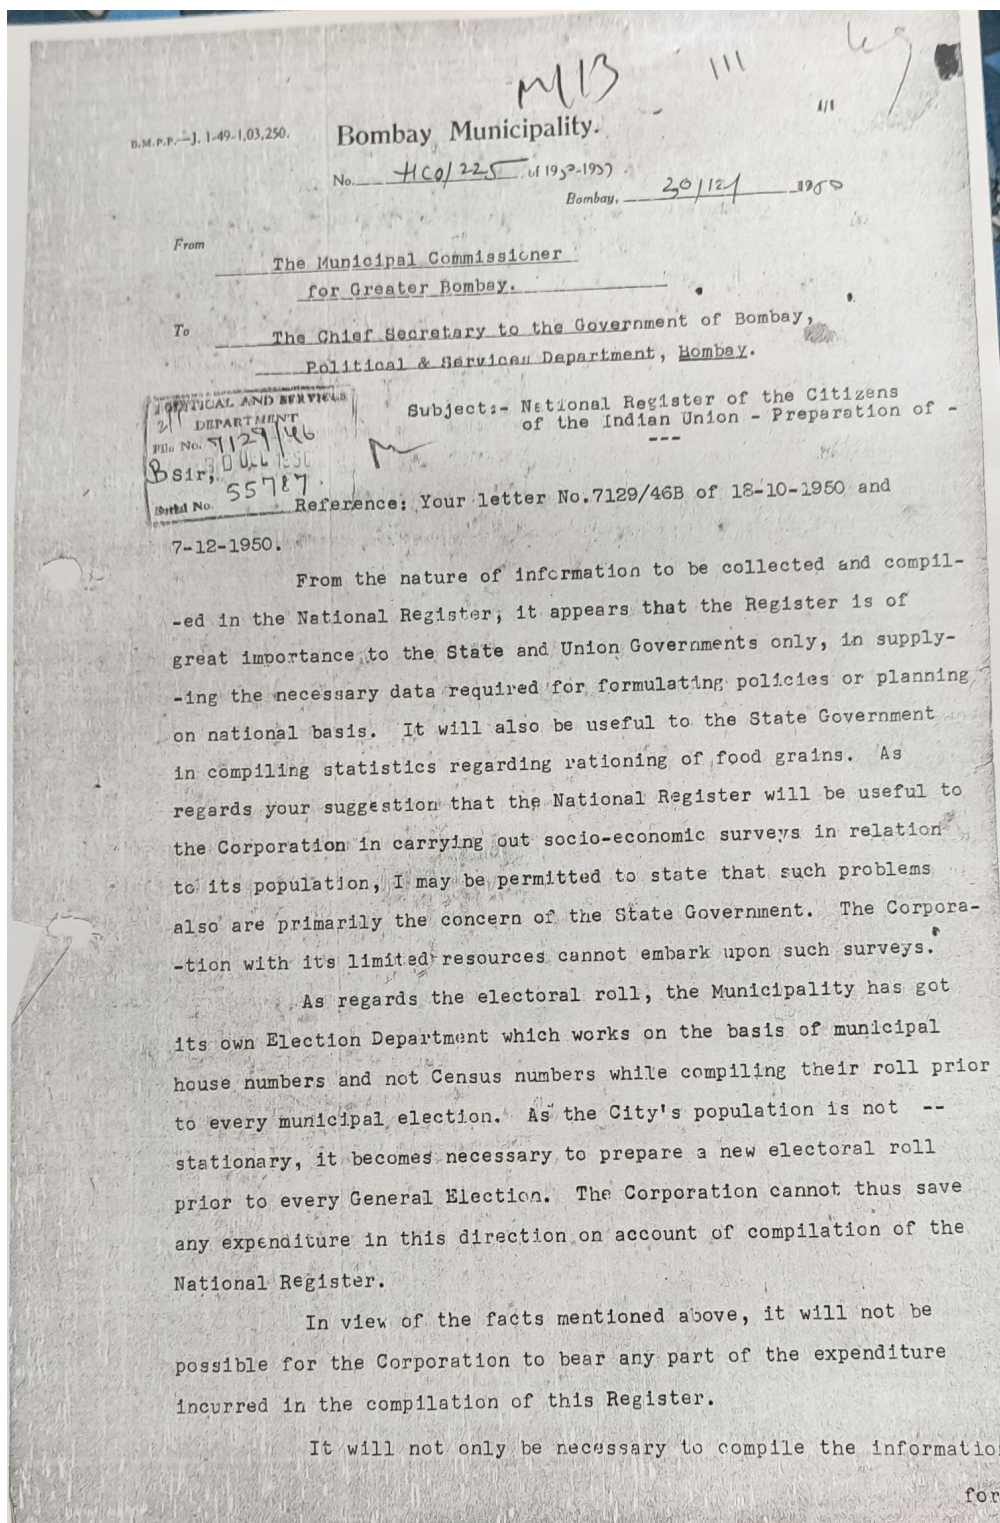 M/13
III
1/1
B.M.P.P.—J. 1-49-1,03,250.
Bombay Municipality.
No. HCO/225 of 1950-1957.
Bombay, 30/12/ 1950
From
The Municipal Commissioner
for Greater Bombay.
To
The Chief Secretary to the Government of Bombay,
Political & Services Department, Bombay.
POLITICAL AND SERVICES
DEPARTMENT
File No. 7129/46
B
Serial No. 55787.
Subject:- National Register of the Citizens
of the Indian Union - Preparation of -
---
Sir,
Reference: Your letter No.7129/46B of 18-10-1950 and
7-12-1950.
From the nature of information to be collected and compil-
-ed in the National Register, it appears that the Register is of
great importance to the State and Union Governments only, in supply-
-ing the necessary data required for formulating policies or planning
on national basis. It will also be useful to the State Government
in compiling statistics regarding rationing of food grains. As
regards your suggestion that the National Register will be useful to
the Corporation in carrying out socio-economic surveys in relation
to its population, I may be permitted to state that such problems
also are primarily the concern of the State Government. The Corpora-
-tion with its limited resources cannot embark upon such surveys.
As regards the electoral roll, the Municipality has got
its own Election Department which works on the basis of municipal
house numbers and not Census numbers while compiling their roll prior
to every municipal election. As the City's population is not --
stationary, it becomes necessary to prepare a new electoral roll
prior to every General Election. The Corporation cannot thus save
any expenditure in this direction on account of compilation of the
National Register.
In view of the facts mentioned above, it will not be
possible for the Corporation to bear any part of the expenditure
incurred in the compilation of this Register.
It will not only be necessary to compile the informatio
for